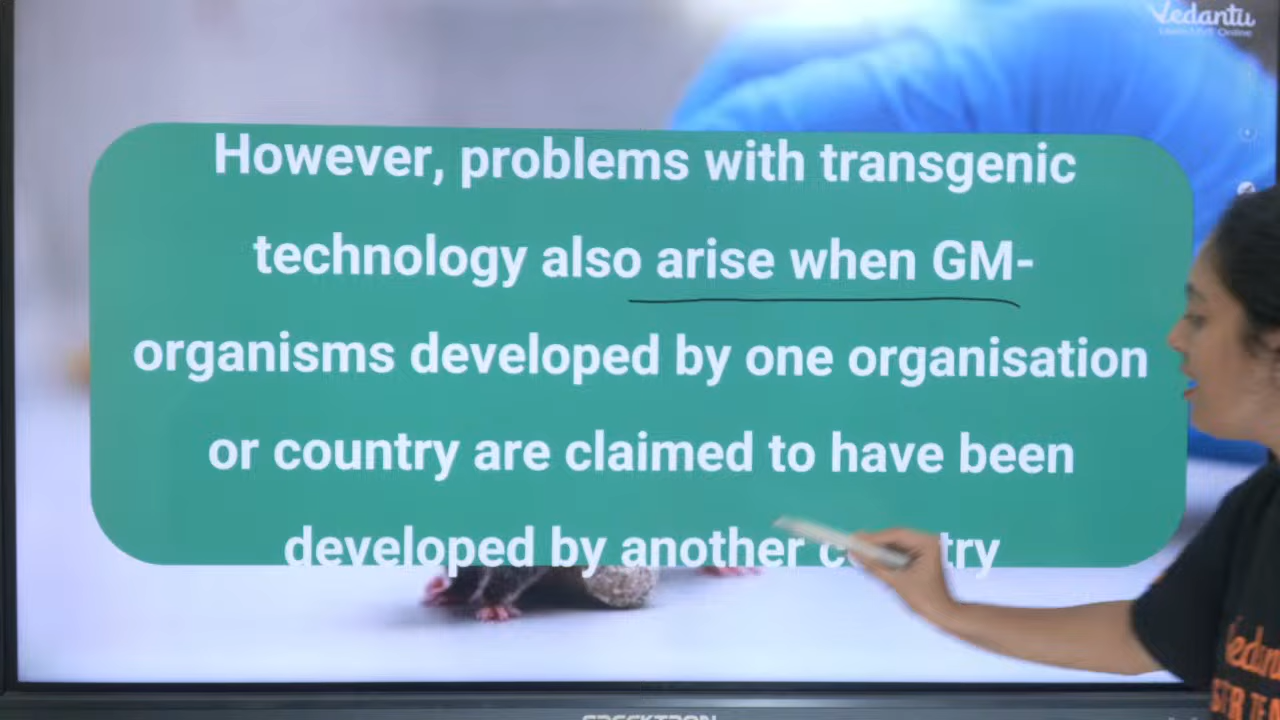 Vedantu
However, problems with transgenic
technology also arise when GM-
organisms developed by one organisation
or country are claimed to have been
developed by another